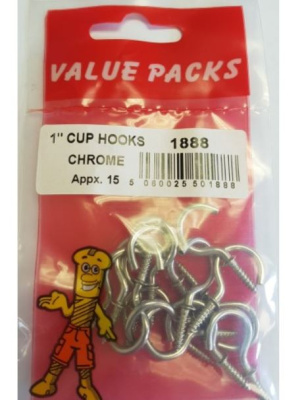 VALUE PACKS
1" CUP HOOKS 1888
CHROME
Appx. 15 5 060025 501888